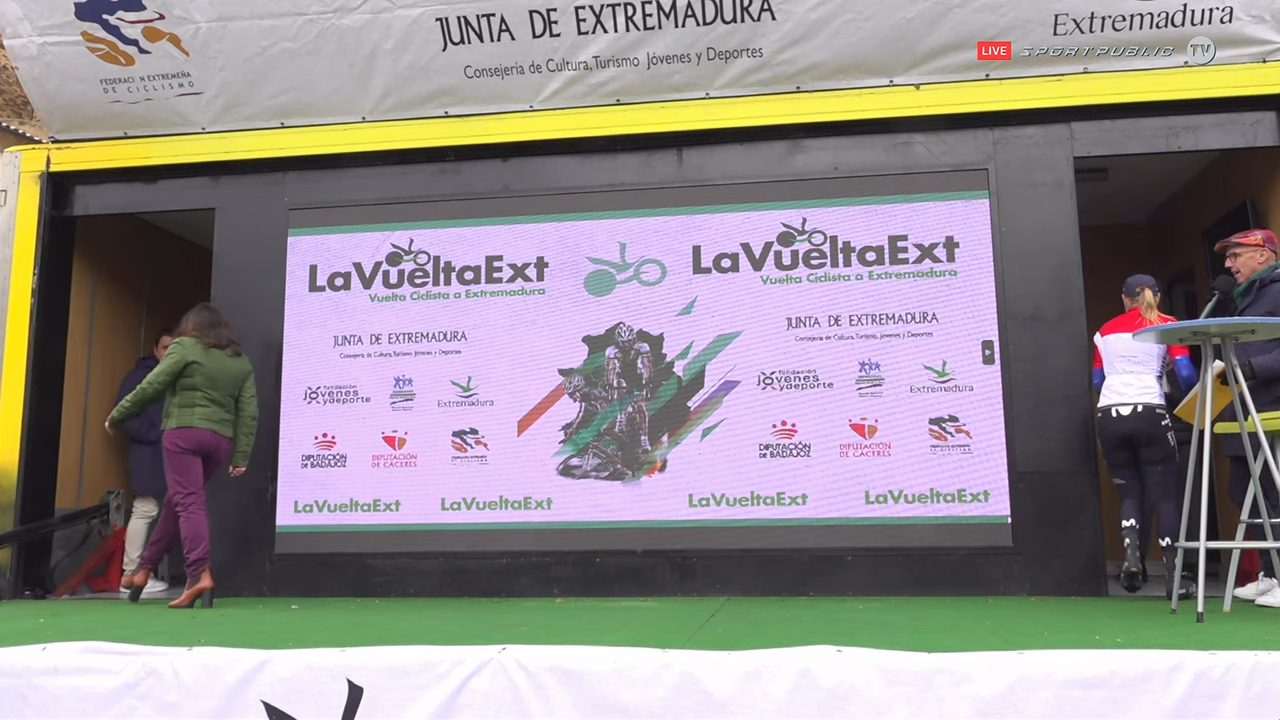 JUNTA DE EXTREMADURA
Consejería de Cultura, Turismo Jóvenes y Deportes
FEDERACI N EXTREMEÑA
DE CICLISMO
Extremadura
LIVE SPORTPUBLIC TV
LaVueltaExt
Vuelta Ciclista a Extremadura
LaVueltaExt
Vuelta Ciclista a Extremadura
JUNTA DE EXTREMADURA
Consejería de Cultura, Turismo, Jóvenes y Deportes
JUNTA DE EXTREMADURA
Consejería de Cultura, Turismo, Jóvenes y Deportes
fundación
jóvenes
y deporte
Extremadura
fundación
jóvenes
y deporte
Extremadura
DIPUTACIÓN
DE BADAJOZ
DIPUTACIÓN
DE CÁCERES
DIPUTACIÓN
DE BADAJOZ
DIPUTACIÓN
DE CÁCERES
LaVueltaExt
LaVueltaExt
LaVueltaExt
LaVueltaExt